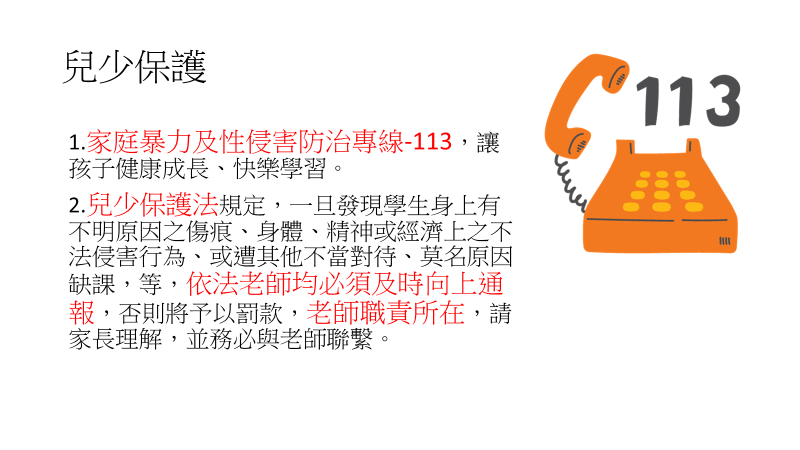 兒少保護
113
1.家庭暴力及性侵害防治專線-113，讓
孩子健康成長、快樂學習。
2.兒少保護法規定，一旦發現學生身上有
不明原因之傷痕、身體、精神或經濟上之不
法侵害行為、或遭其他不當對待、莫名原因
缺課，等，依法老師均必須及時向上通
報，否則將予以罰款，老師職責所在，請
家長理解，並務必與老師聯繫。